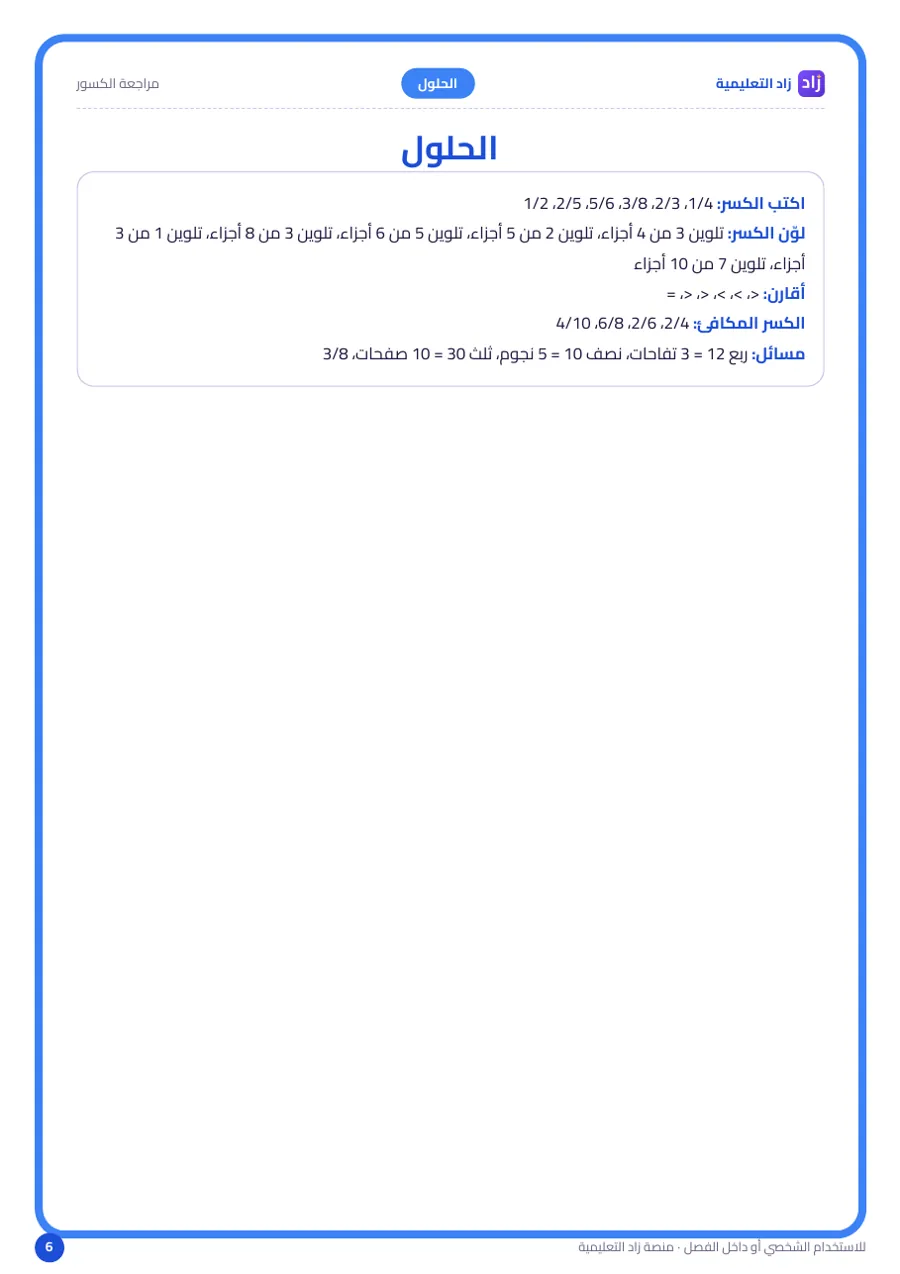 زاد زاد التعليمية
الحلول
مراجعة الكسور
الحلول
اكتب الكسر: 1/4، 2/3، 3/8، 5/6، 2/5، 1/2
لوّن الكسر: تلوين 3 من 4 أجزاء، تلوين 2 من 5 أجزاء، تلوين 5 من 6 أجزاء، تلوين 3 من 8 أجزاء، تلوين 1 من 3
أجزاء، تلوين 7 من 10 أجزاء
أقارن: >، <، <، >، >، =
الكسر المكافئ: 2/4، 2/6، 6/8، 4/10
مسائل: ربع 12 = 3 تفاحات، نصف 10 = 5 نجوم، ثلث 30 = 10 صفحات، 3/8
للاستخدام الشخصي أو داخل الفصل · منصة زاد التعليمية
6